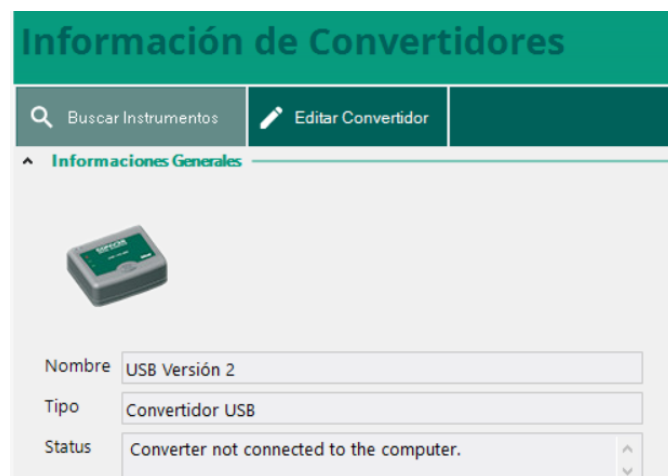 Información de Convertidores
Buscar Instrumentos
Editar Convertidor
Informaciones Generales
Nombre USB Versión 2
Tipo Convertidor USB
Status Converter not connected to the computer.